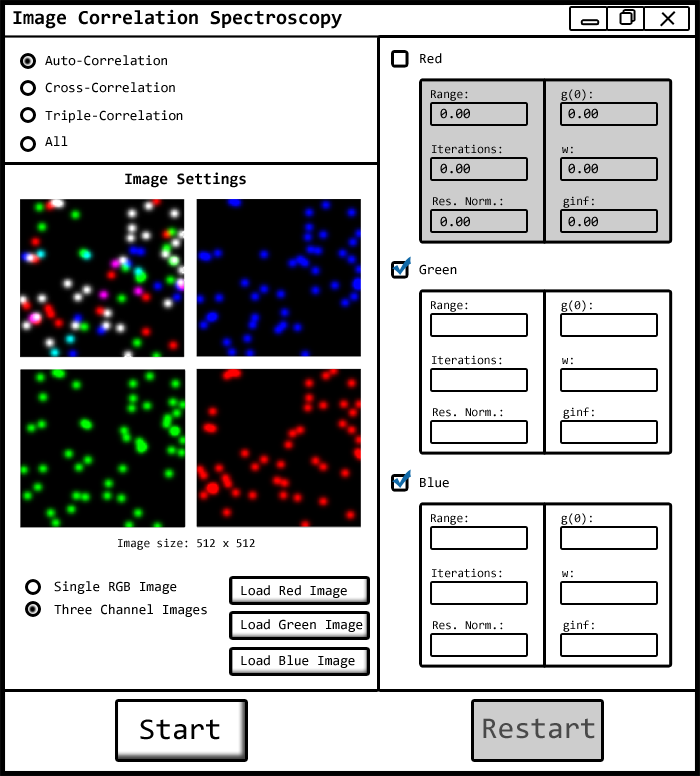 Image Correlation Spectroscopy
Auto-Correlation
Cross-Correlation
Triple-Correlation
All
Image Settings
Image size: 512 x 512
Single RGB Image
Three Channel Images
Load Red Image
Load Green Image
Load Blue Image
Red
Range: g(0):
0.00 0.00
Iterations: w:
0.00 0.00
Res. Norm.: ginf:
0.00 0.00
Green
Range: g(0):
Iterations: w:
Res. Norm.: ginf:
Blue
Range: g(0):
Iterations: w:
Res. Norm.: ginf:
Start Restart